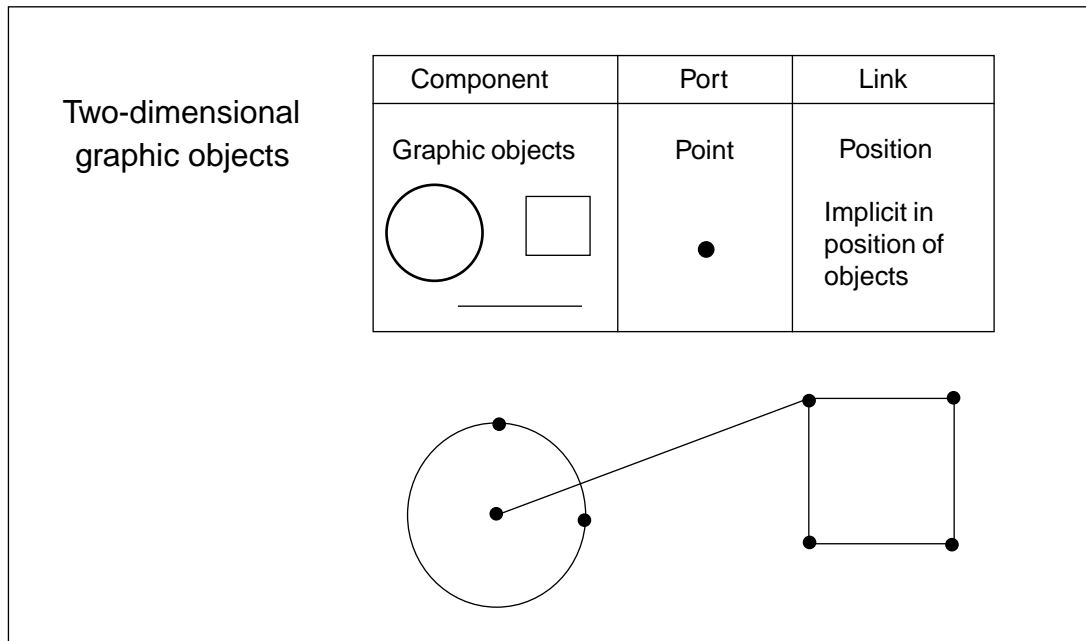 Two-dimensional
graphic objects
Component
Port
Link
Graphic objects
Point
Position
Implicit in
position of
objects